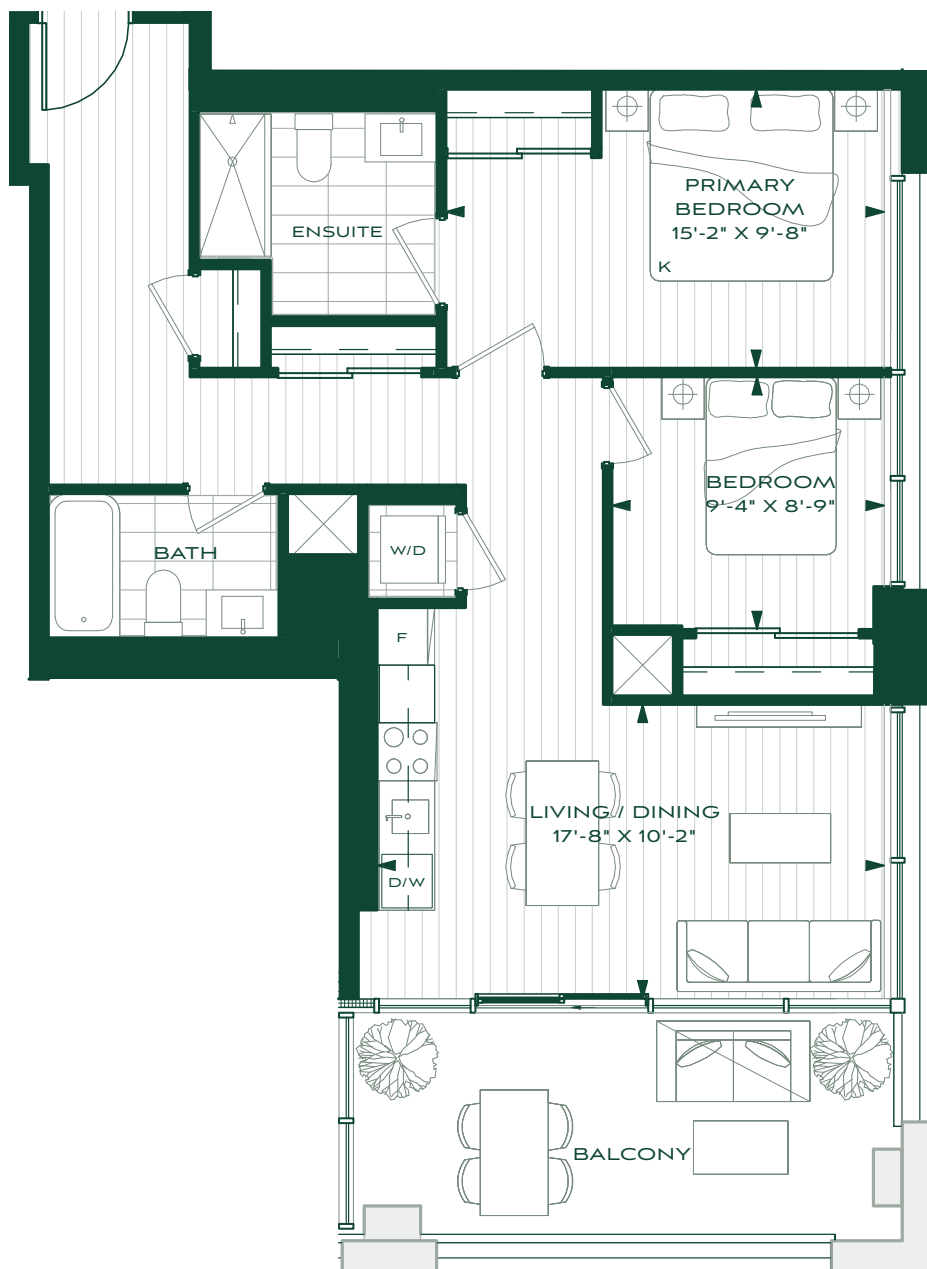 PRIMARY
BEDROOM
15'-2" X 9'-8"
K
ENSUITE
BEDROOM
9'-4" X 8'-9"
BATH
W/D
F
LIVING / DINING
17'-8" X 10'-2"
D/W
BALCONY